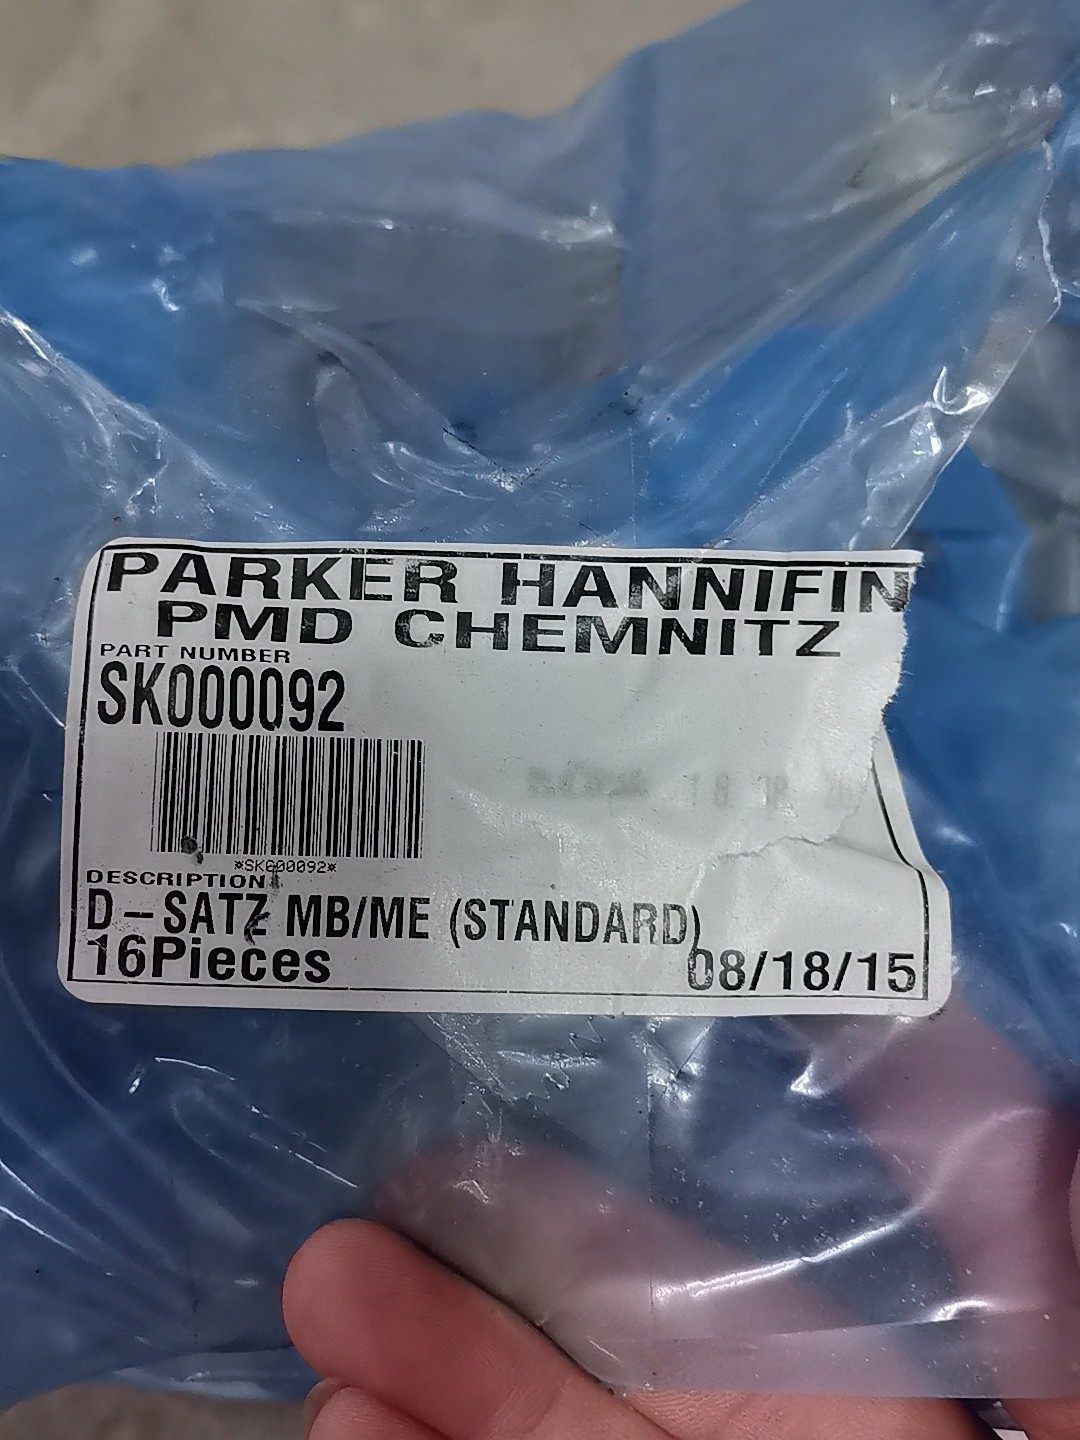 PARKER HANNIFIN
PMD CHEMNITZ
PART NUMBER
SK000092
*SK000092*
DESCRIPTION
D-SATZ MB/ME (STANDARD)
16Pieces
08/18/15